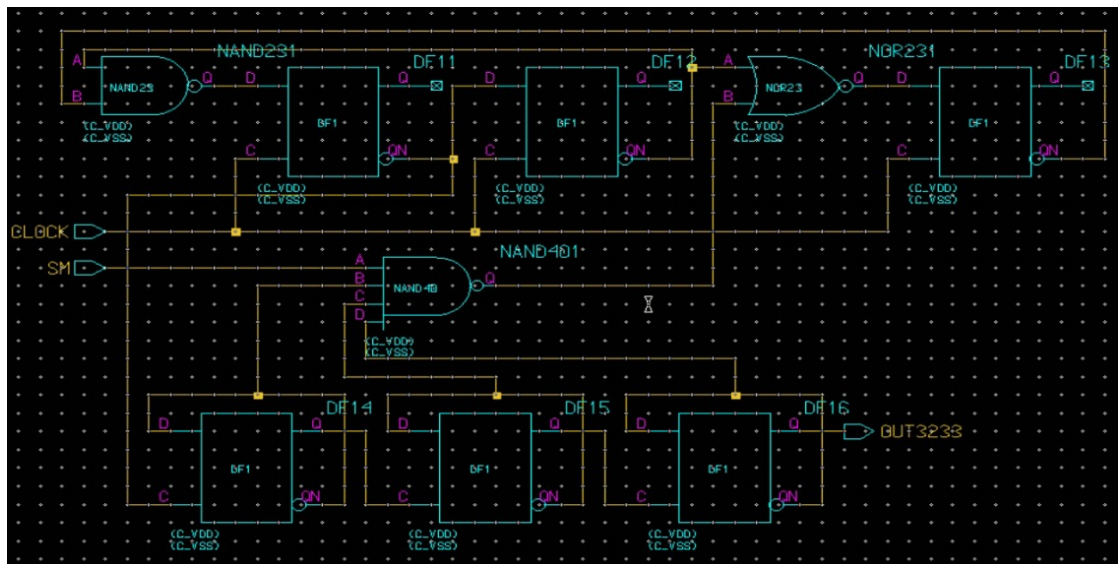 NAND231 DF11 DF12 NOR231 DF13
A B NAND23 Q D Q DF1 C QN D Q DF1 C QN A B NOR23 Q D Q DF1 C QN
(C_VDD) (C_VDD)
(C_VSS) (C_VSS)
(C_VDD) (C_VDD) (C_VDD)
(C_VSS) (C_VSS) (C_VSS)
CLOCK
NAND401
SM
A
B Q
NAND40
C
D
(C_VDD)
(C_VSS)
DF14 DF15 DF16
D Q D Q D Q OUT3233
DF1 DF1 DF1
C QN C QN C QN
(C_VDD) (C_VDD) (C_VDD)
(C_VSS) (C_VSS) (C_VSS)